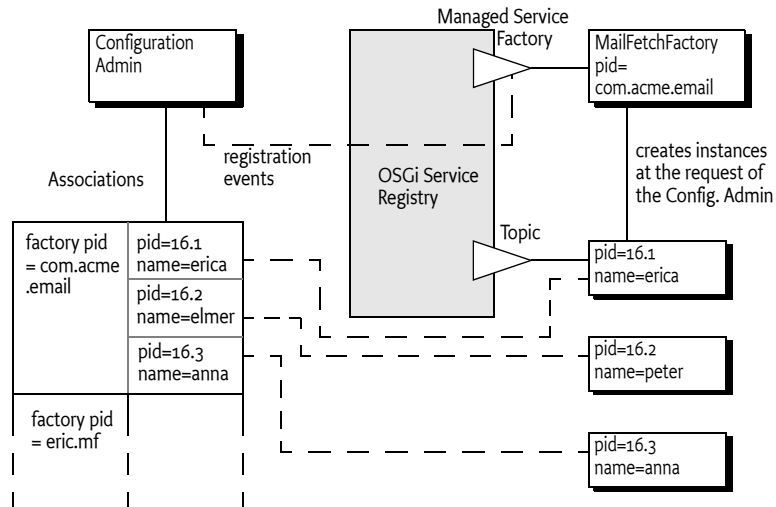 Managed Service
Factory
Configuration
Admin
MailFetchFactory
pid=
com.acme.email
registration
events
creates instances
at the request of
the Config. Admin
Associations
OSGi Service
Registry
Topic
factory pid
= com.acme
.email
pid=16.1
name=erica
pid=16.2
name=elmer
pid=16.3
name=anna
factory pid
= eric.mf
pid=16.1
name=erica
pid=16.2
name=peter
pid=16.3
name=anna